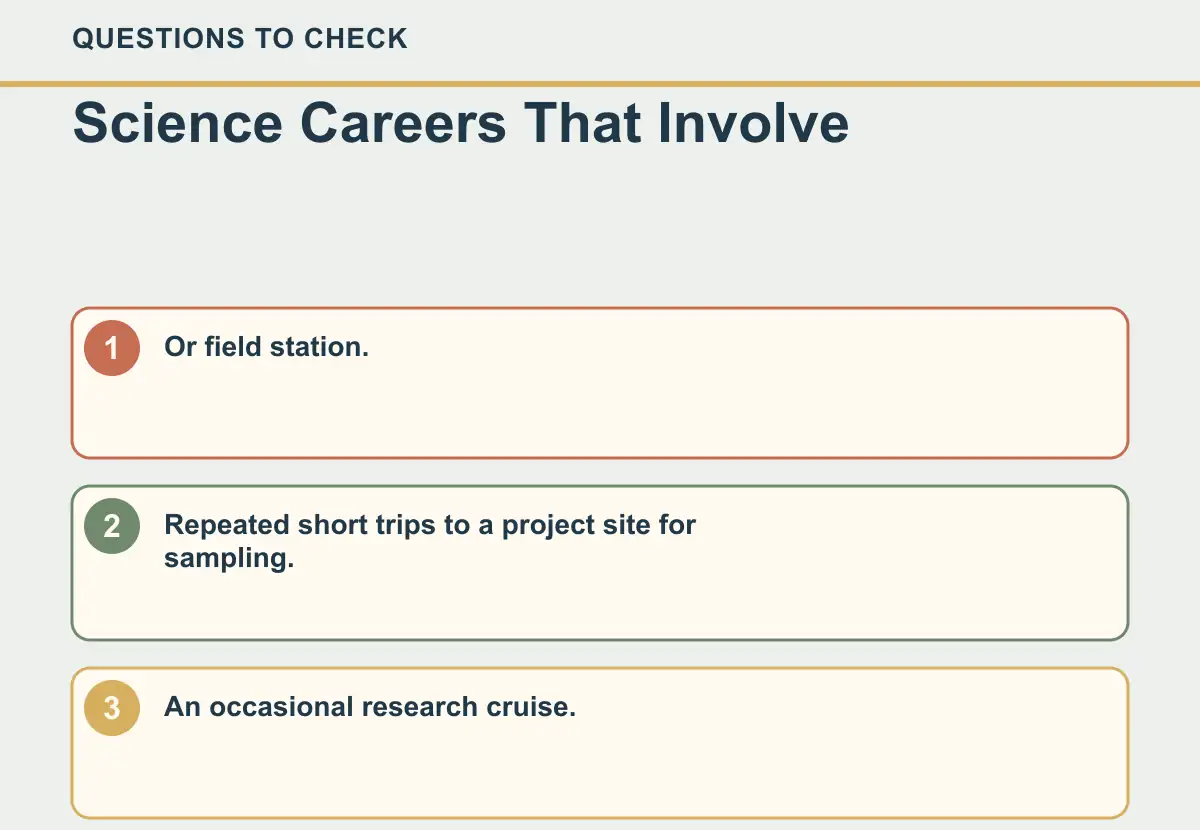 QUESTIONS TO CHECK
Science Careers That Involve
1
Or field station.
2
Repeated short trips to a project site for
sampling.
3
An occasional research cruise.